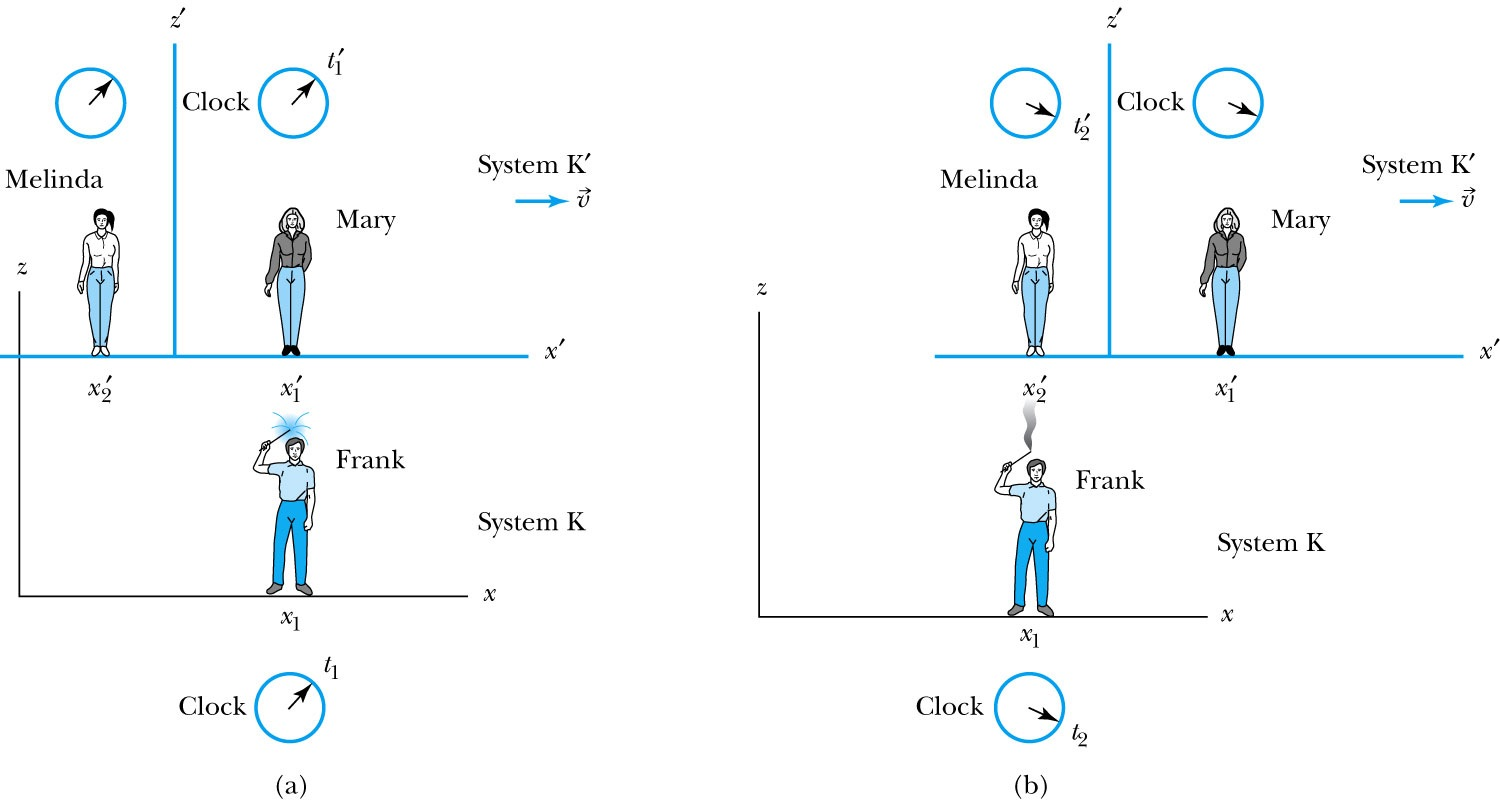 z′
t′1
Clock
System K′
v⃗
Melinda
Mary
z
x′
x′2
x′1
Frank
System K
x
x1
t1
Clock
(a)
z′
Clock
t′2
System K′
v⃗
Melinda
Mary
z
x′
x′2
x′1
Frank
System K
x
x1
Clock
t2
(b)